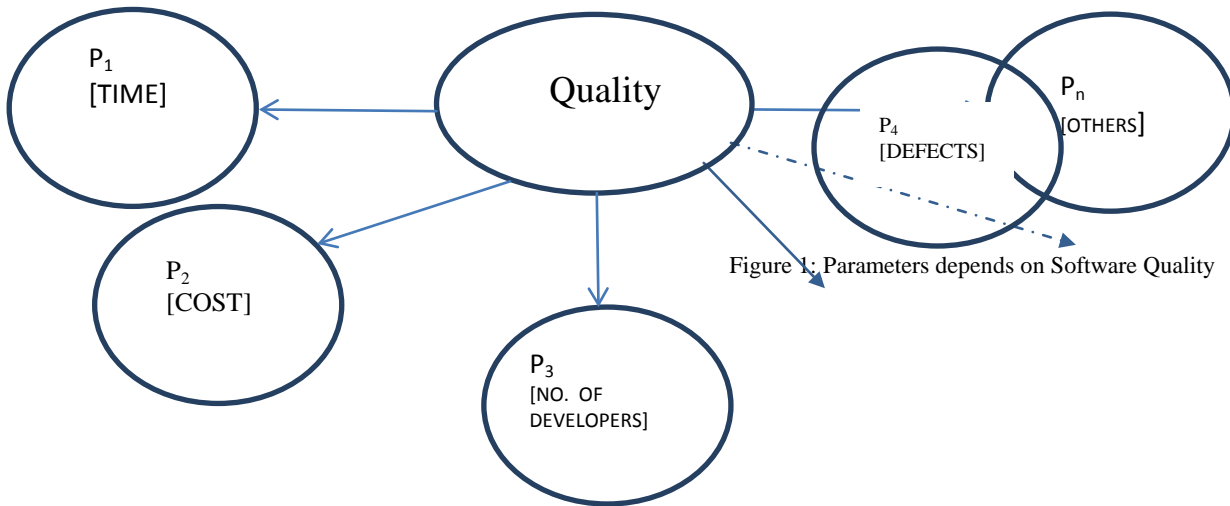 Quality
P₁
[TIME]
P₂
[COST]
P₃
[NO. OF
DEVELOPERS]
P₄
[DEFECTS]
Pₙ
[OTHERS]
Figure 1: Parameters depends on Software Quality